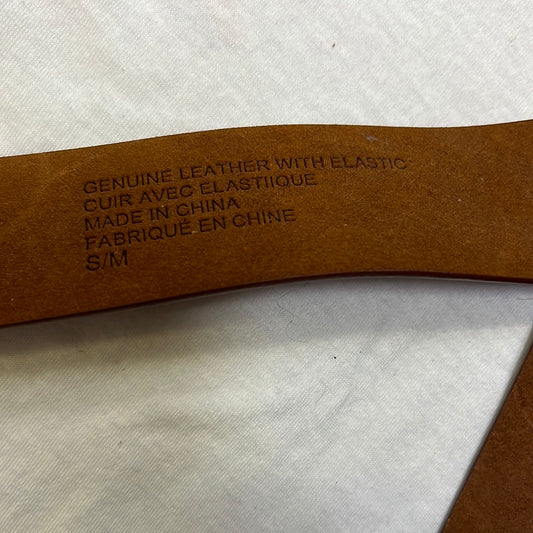 GENUINE LEATHER WITH ELASTIC
CUIR AVEC ELASTIIQUE
MADE IN CHINA
FABRIQUÉ EN CHINE
S/M